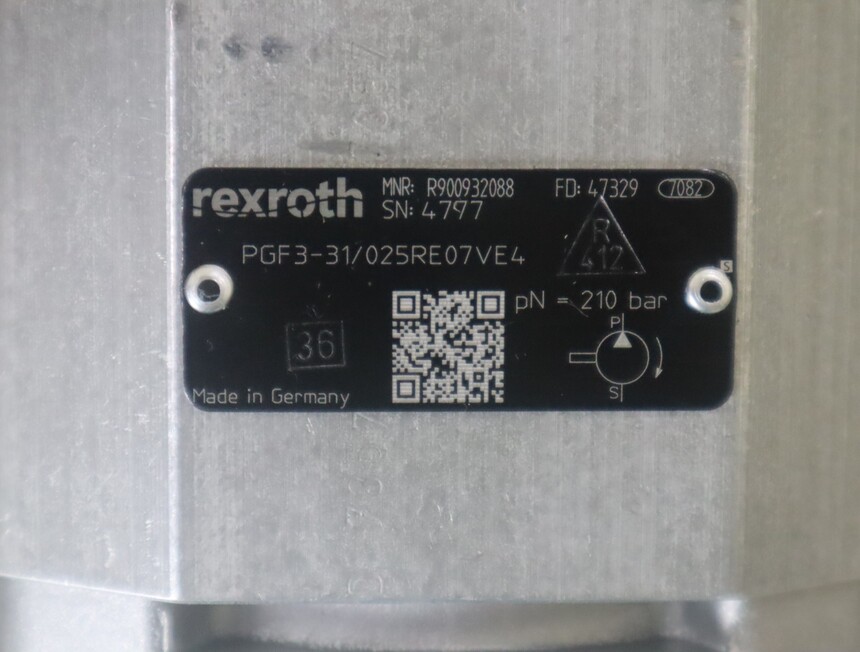 rexroth
MNR: R900932088 FD: 47329 7082
SN: 4797
PGF3-31/025RE07VE4
R
412
S
pN = 210 bar
P
36
S
Made in Germany